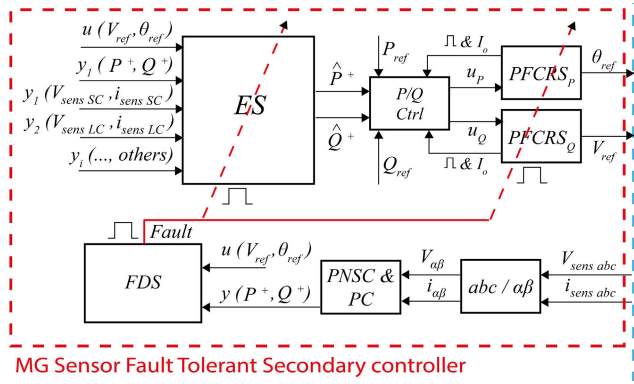 u ( V_ref , θ_ref )
y_1 ( P⁺ , Q⁺ )
y_1 (V_sens SC , i_sens SC )
y_2 (V_sens LC , i_sens LC )
y_i (..., others)
ES
P̂⁺
Q̂⁺
P_ref
P/Q
Ctrl
Q_ref
& I_o
u_P
u_Q
& I_o
PFCRS_P
PFCRS_Q
θ_ref
V_ref
Fault
FDS
u ( V_ref , θ_ref )
y ( P⁺ , Q⁺ )
PNSC &
PC
V_αβ
i_αβ
abc / αβ
V_sens abc
i_sens abc
MG Sensor Fault Tolerant Secondary controller